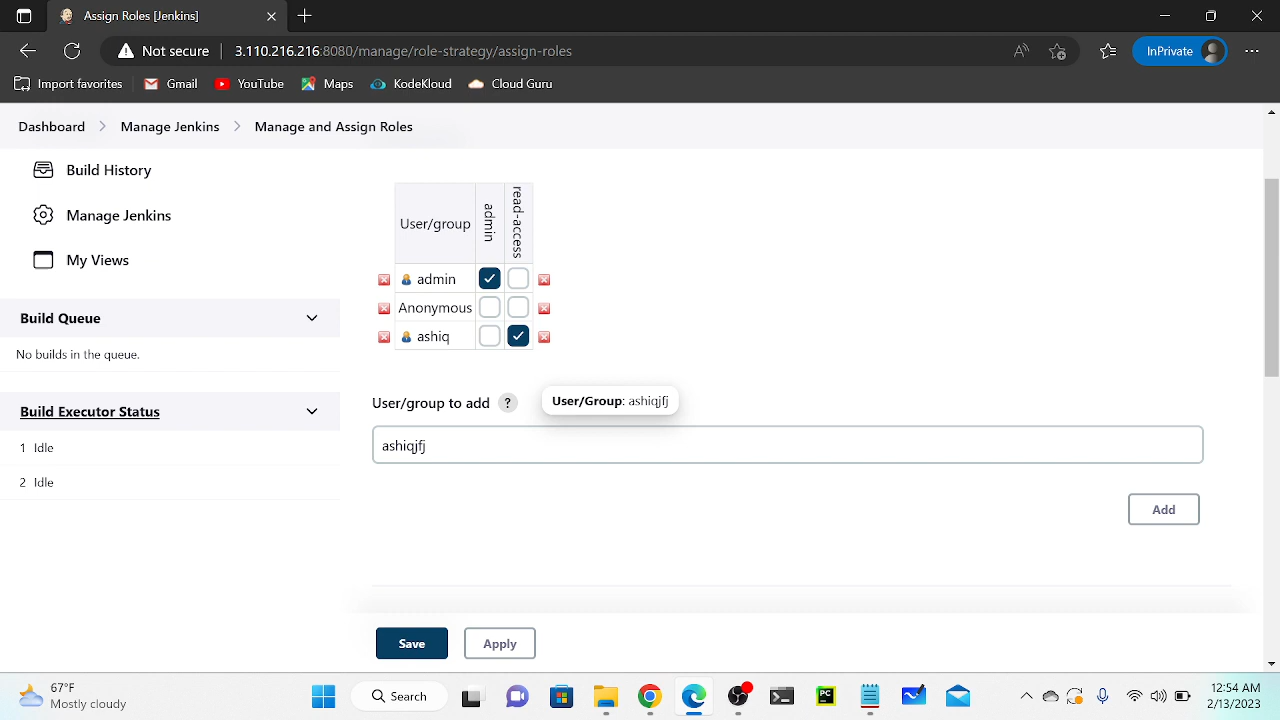 Assign Roles [Jenkins]
Not secure
3.110.216.216:8080/manage/role-strategy/assign-roles
InPrivate
Import favorites
Gmail
YouTube
Maps
KodeKloud
Cloud Guru
Dashboard
Manage Jenkins
Manage and Assign Roles
Build History
Manage Jenkins
My Views
Build Queue
No builds in the queue.
Build Executor Status
1 Idle
2 Idle
User/group
admin
read-access
admin
Anonymous
ashiq
User/group to add ?
User/Group: ashiqjfj
ashiqjfj
Add
Save
Apply
67°F
Mostly cloudy
Search
PC
12:54 AM
2/13/2023